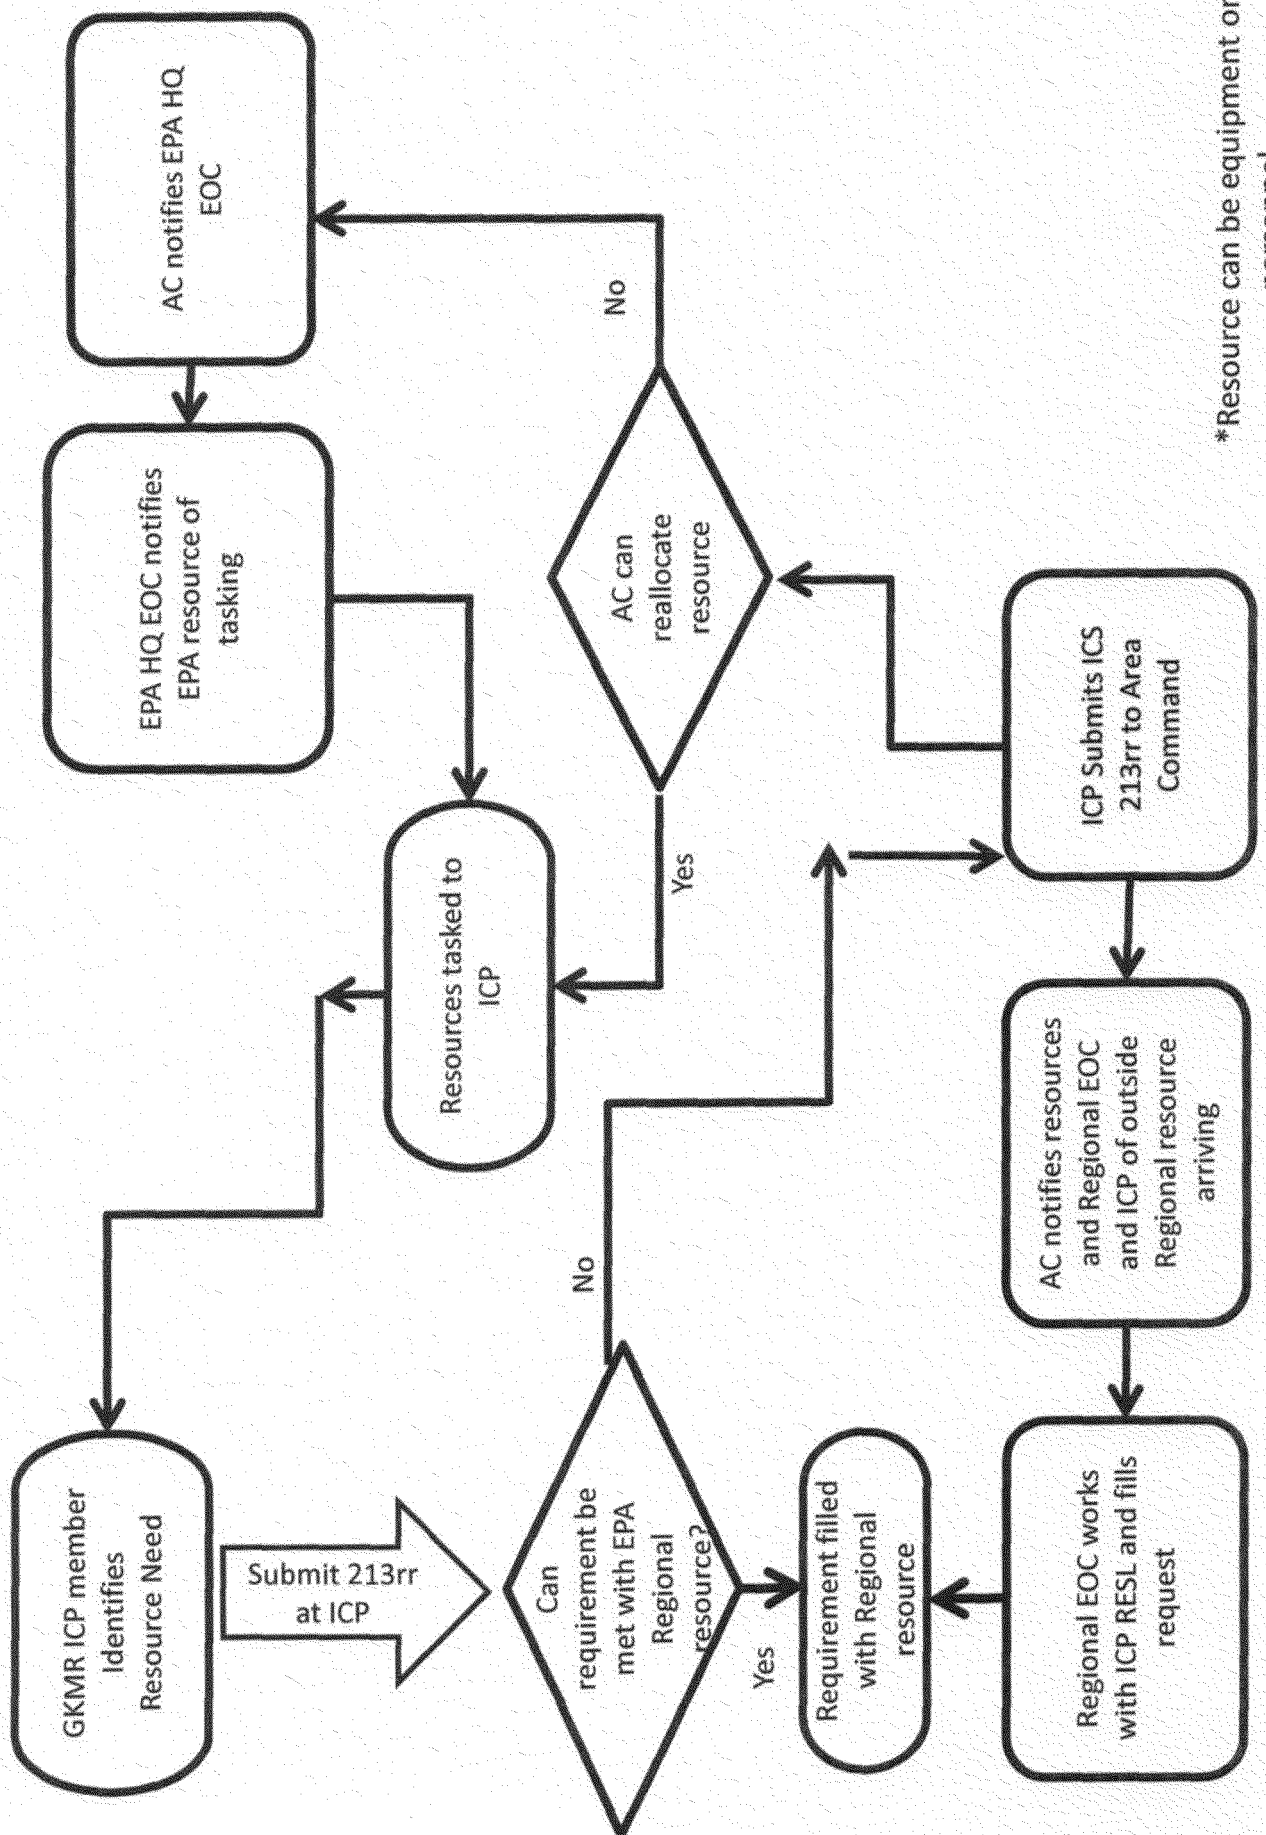 GKMR ICP member
Identifies
Resource Need
Submit 213rr
at ICP
Can
requirement be
met with EPA
Regional
resource?
No
Yes
Requirement filled
with Regional
resource
Regional EOC works
with ICP RESL and fills
request
AC notifies resources
and Regional EOC
and ICP of outside
Regional resource
arriving
ICP Submits ICS
213rr to Area
Command
AC can
reallocate
resource
Yes
No
Resources tasked to
ICP
EPA HQ EOC notifies
EPA resource of
tasking
AC notifies EPA HQ
EOC
*Resource can be equipment or